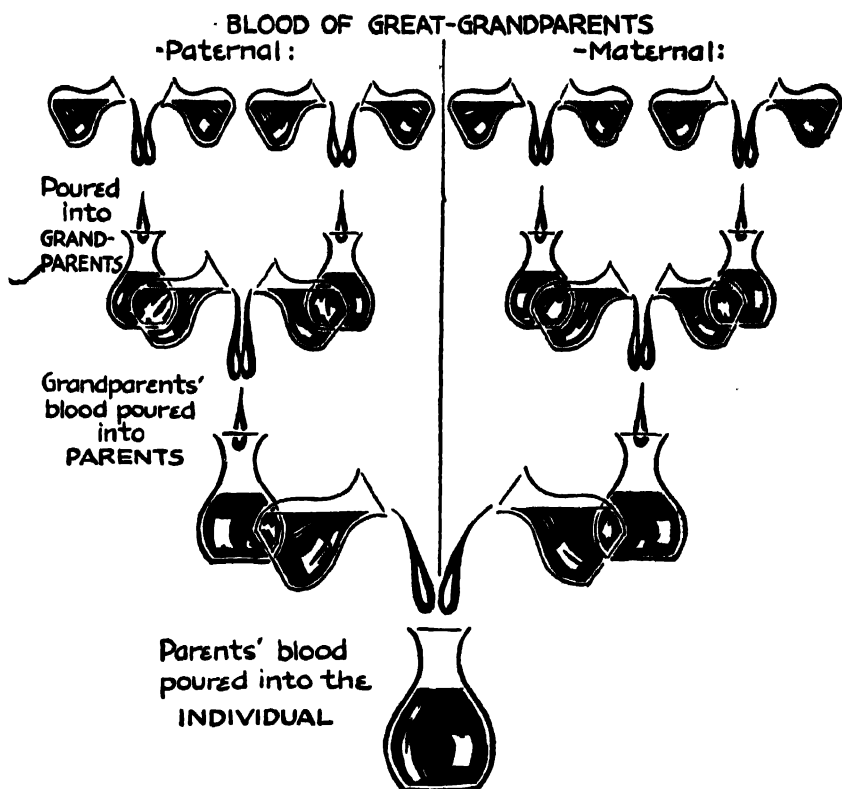 BLOOD OF GREAT-GRANDPARENTS
-Paternal:
-Maternal:
Poured
into
GRAND-
PARENTS
Grandparents'
blood poured
into
PARENTS
Parents' blood
poured into the
INDIVIDUAL